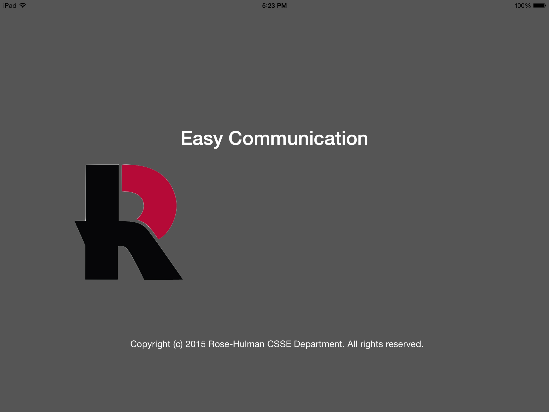 iPad 6:23 PM 100%
Easy Communication
R
Copyright (c) 2015 Rose-Hulman CSSE Department. All rights reserved.